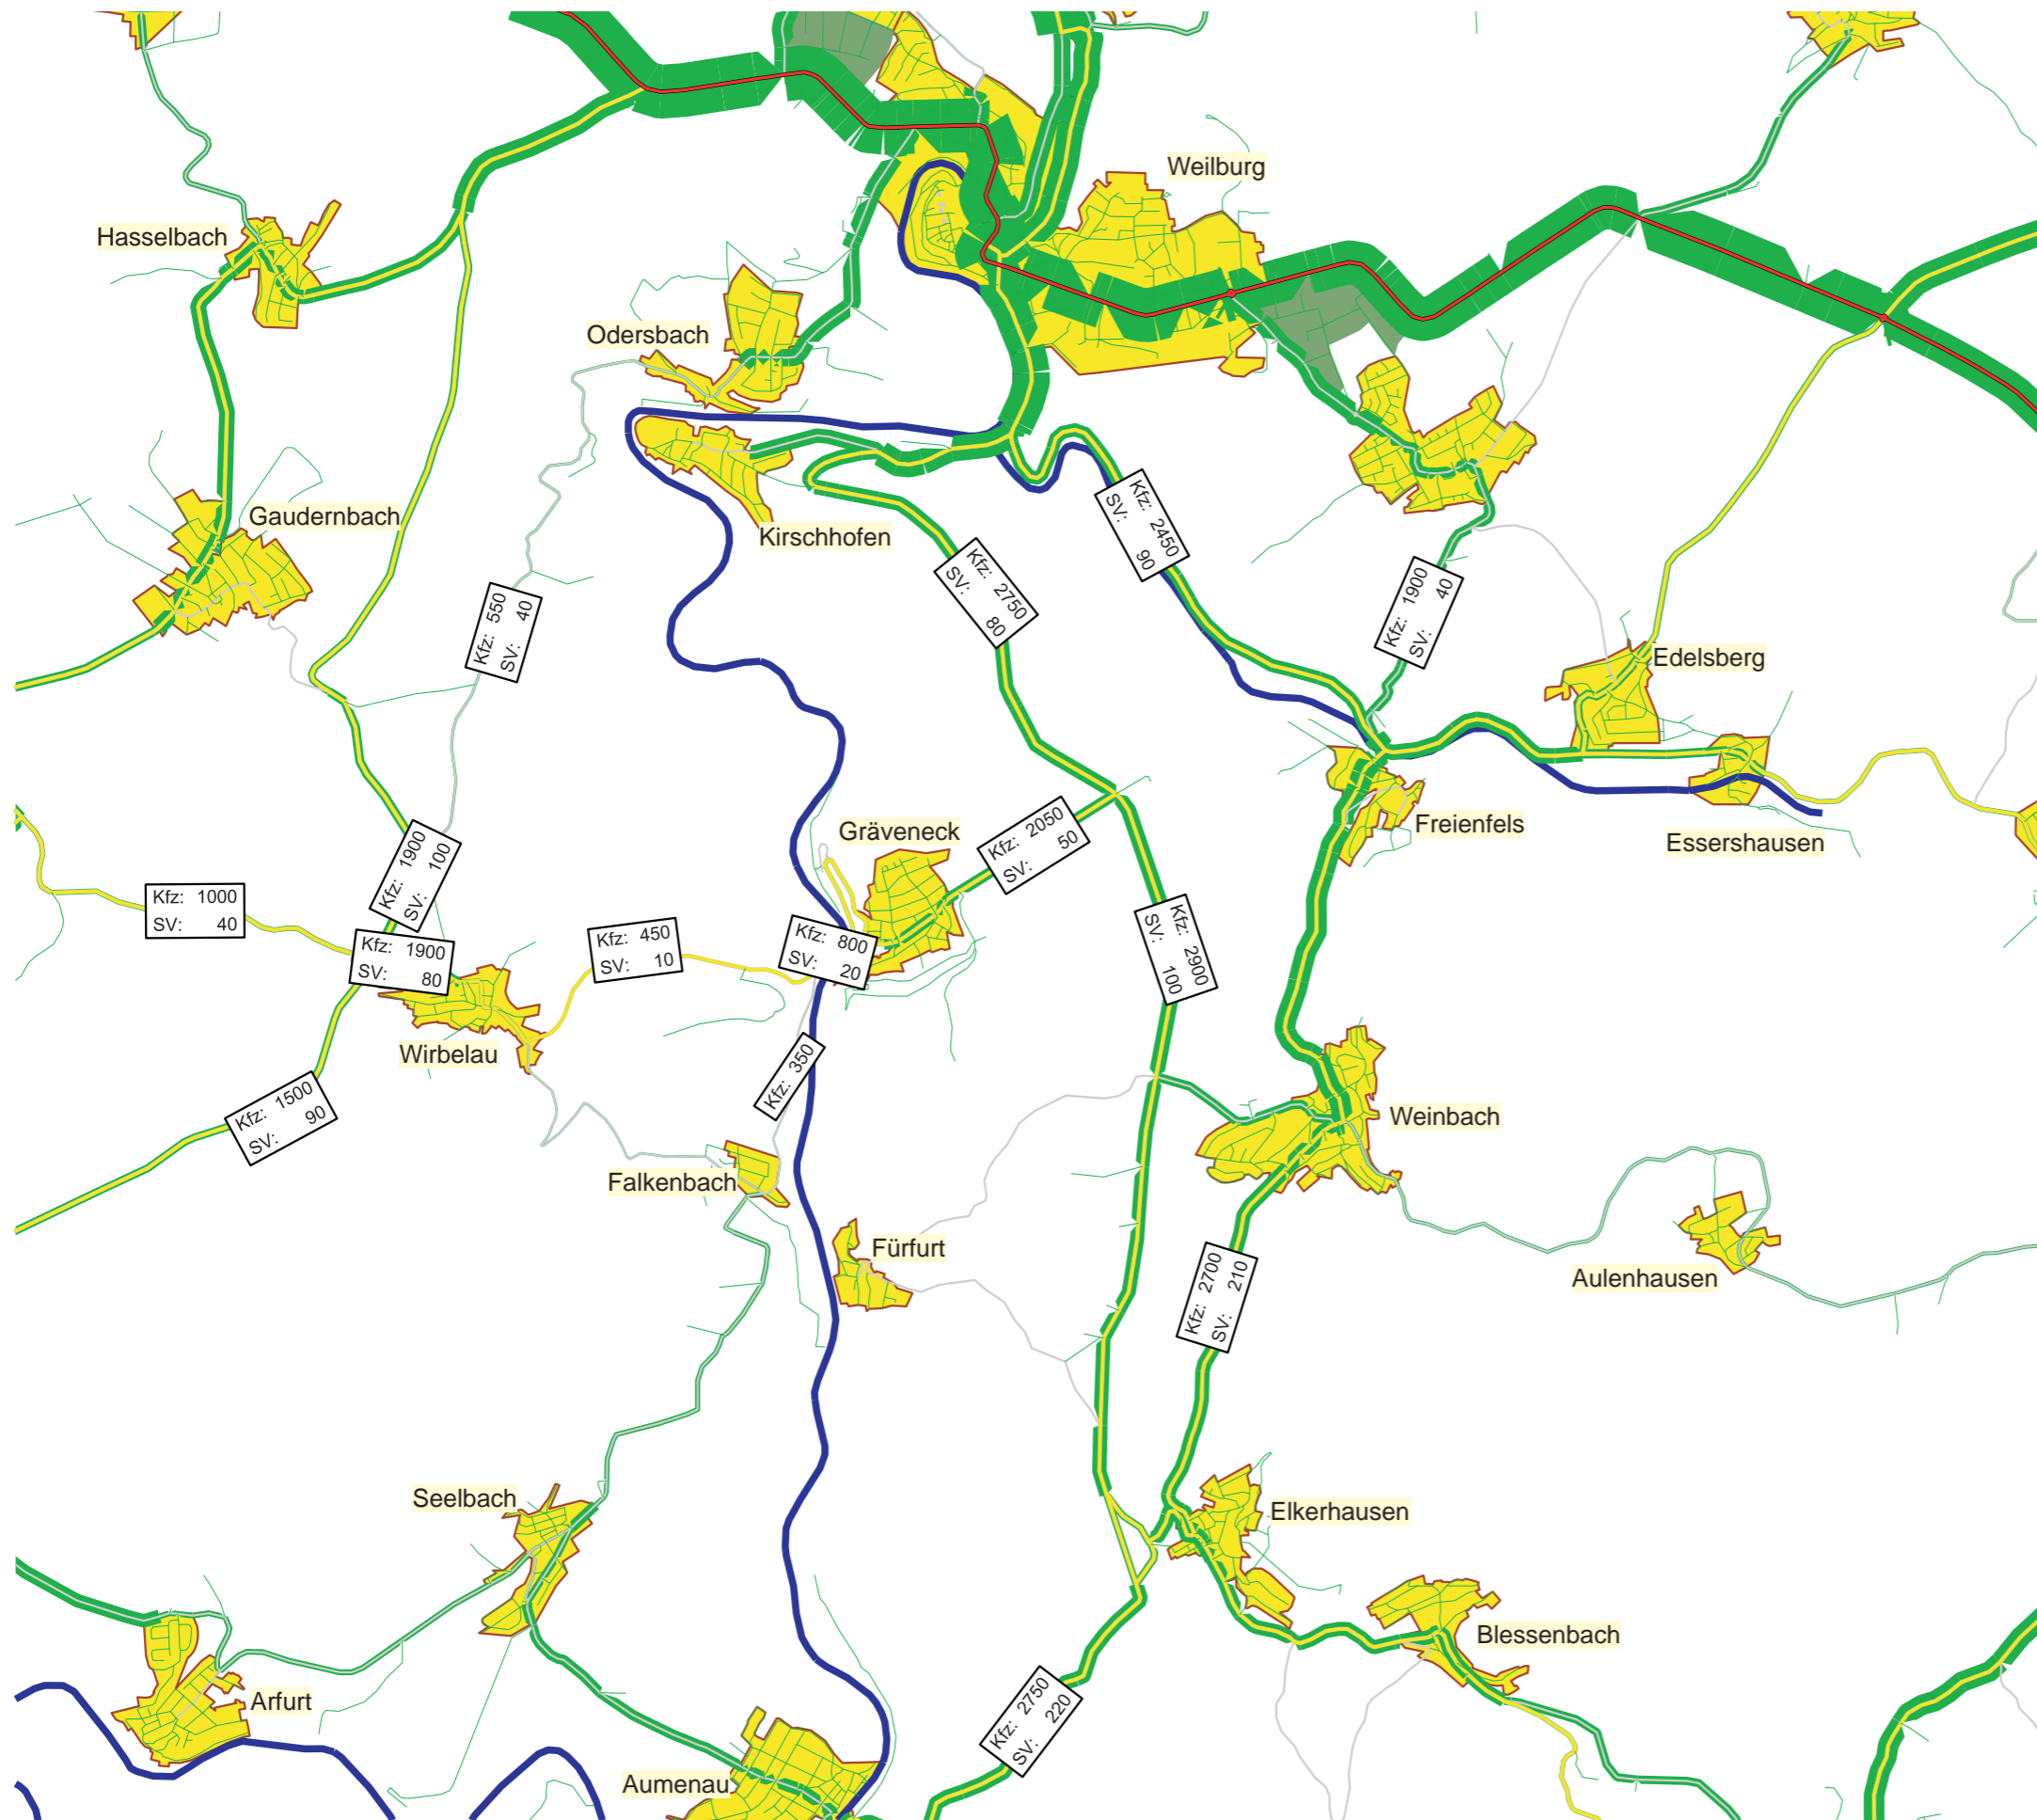 Weilburg
Hasselbach
Odersbach
Gaudernbach
Kirschhofen
Kfz: 2450
SV: 90
Kfz: 2750
SV: 80
Kfz: 1900
SV: 40
Kfz: 550
SV: 40
Edelsberg
Freienfels
Essershausen
Gräveneck
Kfz: 2050
SV: 50
Kfz: 1900
SV: 100
Kfz: 1000
SV: 40
Kfz: 1900
SV: 80
Kfz: 450
SV: 10
Kfz: 800
SV: 20
Kfz: 2900
SV: 100
Wirbelau
Kfz: 350
Kfz: 1500
SV: 90
Weinbach
Falkenbach
Fürfurt
Aulenhausen
Kfz: 2700
SV: 210
Seelbach
Elkerhausen
Blessenbach
Arfurt
Kfz: 2750
SV: 220
Aumenau